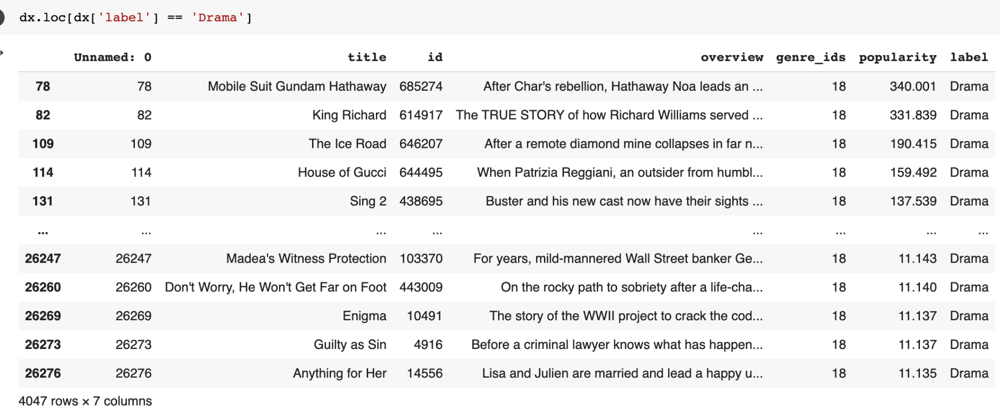 dx.loc[dx['label'] == 'Drama']
Unnamed: 0 title id overview genre_ids popularity label
78 78 Mobile Suit Gundam Hathaway 685274 After Char's rebellion, Hathaway Noa leads an ... 18 340.001 Drama
82 82 King Richard 614917 The TRUE STORY of how Richard Williams served ... 18 331.839 Drama
109 109 The Ice Road 646207 After a remote diamond mine collapses in far n... 18 190.415 Drama
114 114 House of Gucci 644495 When Patrizia Reggiani, an outsider from humbl... 18 159.492 Drama
131 131 Sing 2 438695 Buster and his new cast now have their sights ... 18 137.539 Drama
... ... ... ... ... ... ... ...
26247 26247 Madea's Witness Protection 103370 For years, mild-mannered Wall Street banker Ge... 18 11.143 Drama
26260 26260 Don't Worry, He Won't Get Far on Foot 443009 On the rocky path to sobriety after a life-cha... 18 11.140 Drama
26269 26269 Enigma 10491 The story of the WWII project to crack the cod... 18 11.137 Drama
26273 26273 Guilty as Sin 4916 Before a criminal lawyer knows what has happen... 18 11.137 Drama
26276 26276 Anything for Her 14556 Lisa and Julien are married and lead a happy u... 18 11.135 Drama
4047 rows × 7 columns